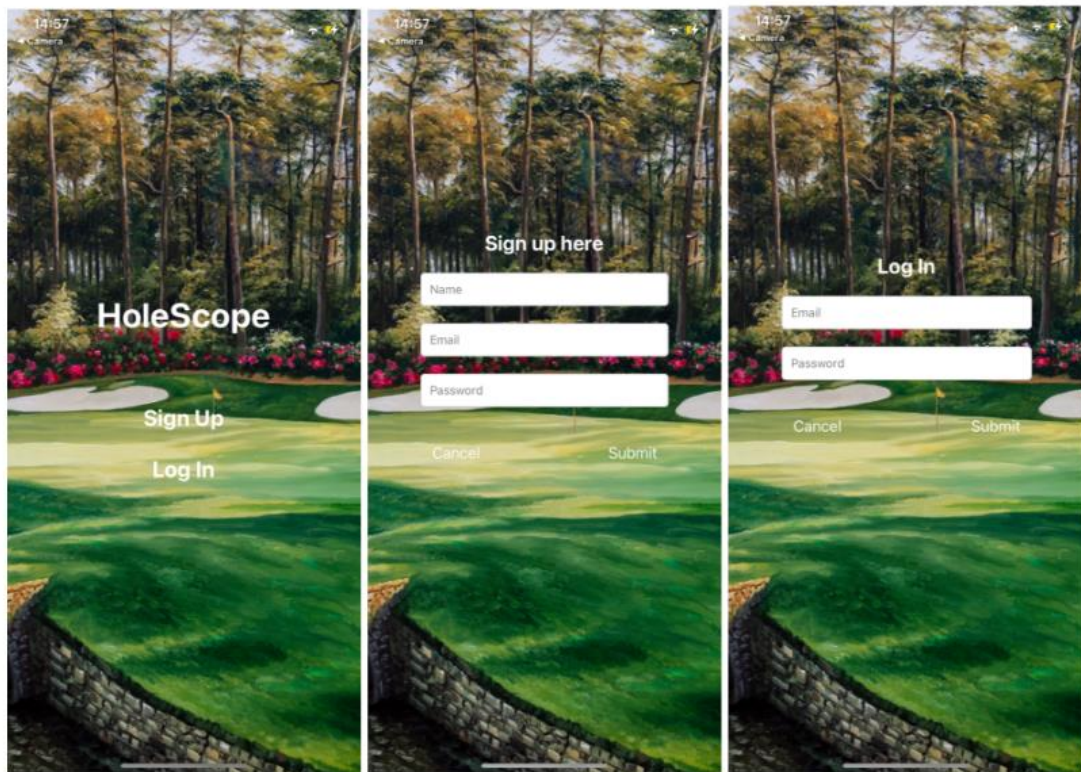 14:57
◀ Camera
HoleScope
Sign Up
Log In
14:57
◀ Camera
Sign up here
Name
Email
Password
Cancel
Submit
14:57
◀ Camera
Log In
Email
Password
Cancel
Submit